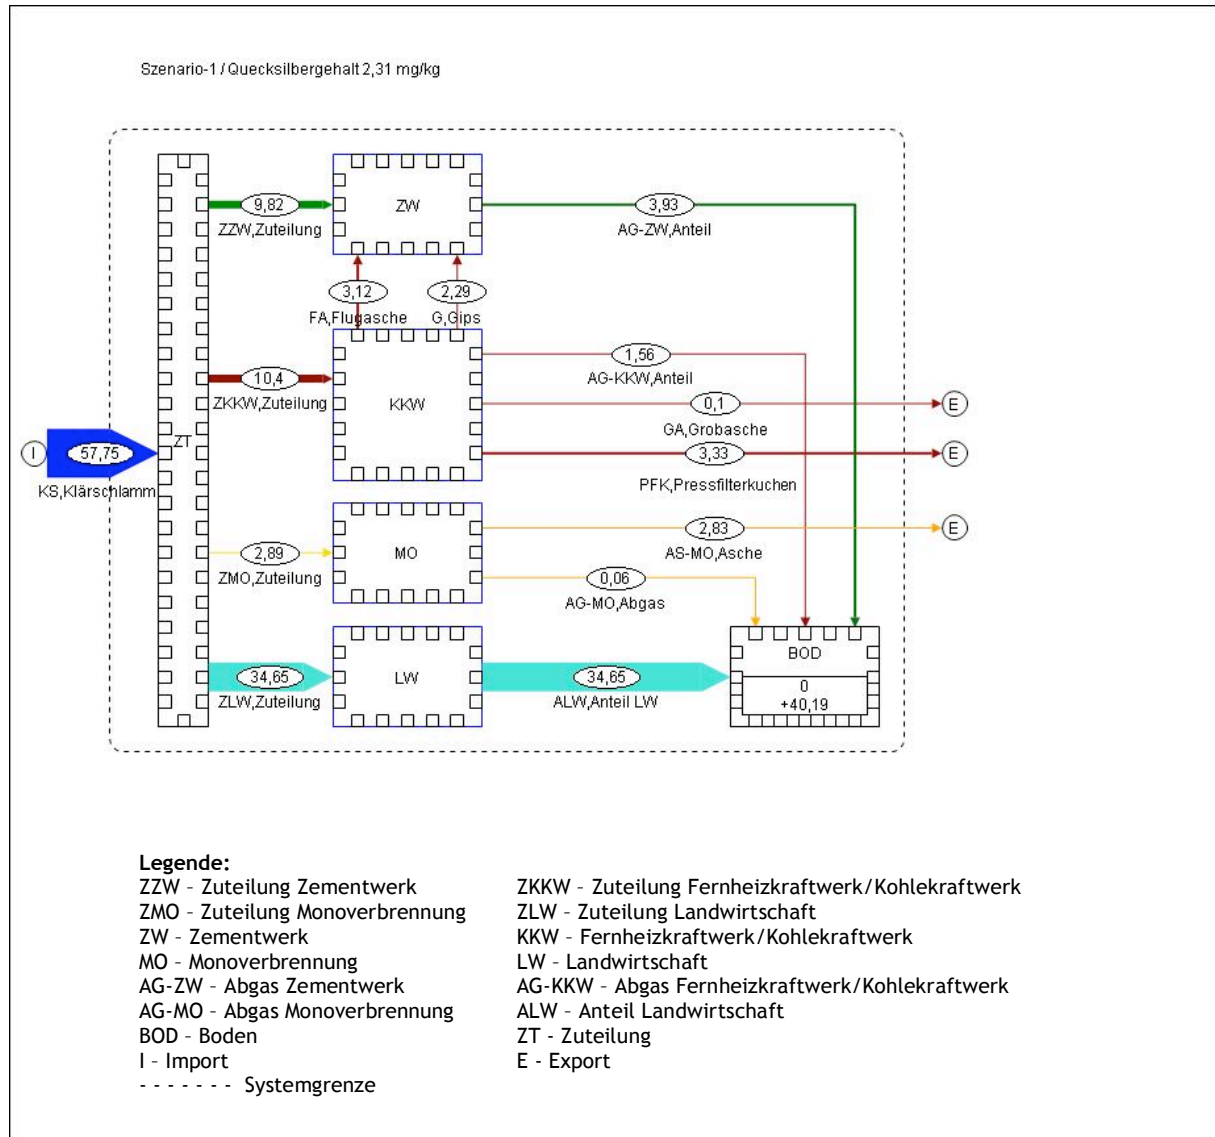 Szenario-1 / Quecksilbergehalt 2,31 mg/kg
9,82
ZZW,Zuteilung
ZW
3,93
AG-ZW,Anteil
3,12
FA,Flugasche
2,29
G,Gips
10,4
ZKKW,Zuteilung
KKW
1,56
AG-KKW,Anteil
0,1
GA,Grobasche
E
3,33
PFK,Pressfilterkuchen
E
I
57,75
KS,Klärschlamm
ZT
2,89
ZMO,Zuteilung
MO
2,83
AS-MO,Asche
E
0,06
AG-MO,Abgas
34,65
ZLW,Zuteilung
LW
34,65
ALW,Anteil LW
BOD
0
+40,19
Legende:
ZZW – Zuteilung Zementwerk
ZKKW – Zuteilung Fernheizkraftwerk/Kohlekraftwerk
ZMO – Zuteilung Monoverbrennung
ZLW – Zuteilung Landwirtschaft
ZW – Zementwerk
KKW – Fernheizkraftwerk/Kohlekraftwerk
MO – Monoverbrennung
LW – Landwirtschaft
AG-ZW – Abgas Zementwerk
AG-KKW – Abgas Fernheizkraftwerk/Kohlekraftwerk
AG-MO – Abgas Monoverbrennung
ALW – Anteil Landwirtschaft
BOD – Boden
ZT - Zuteilung
I – Import
E - Export
- - - - - - - Systemgrenze